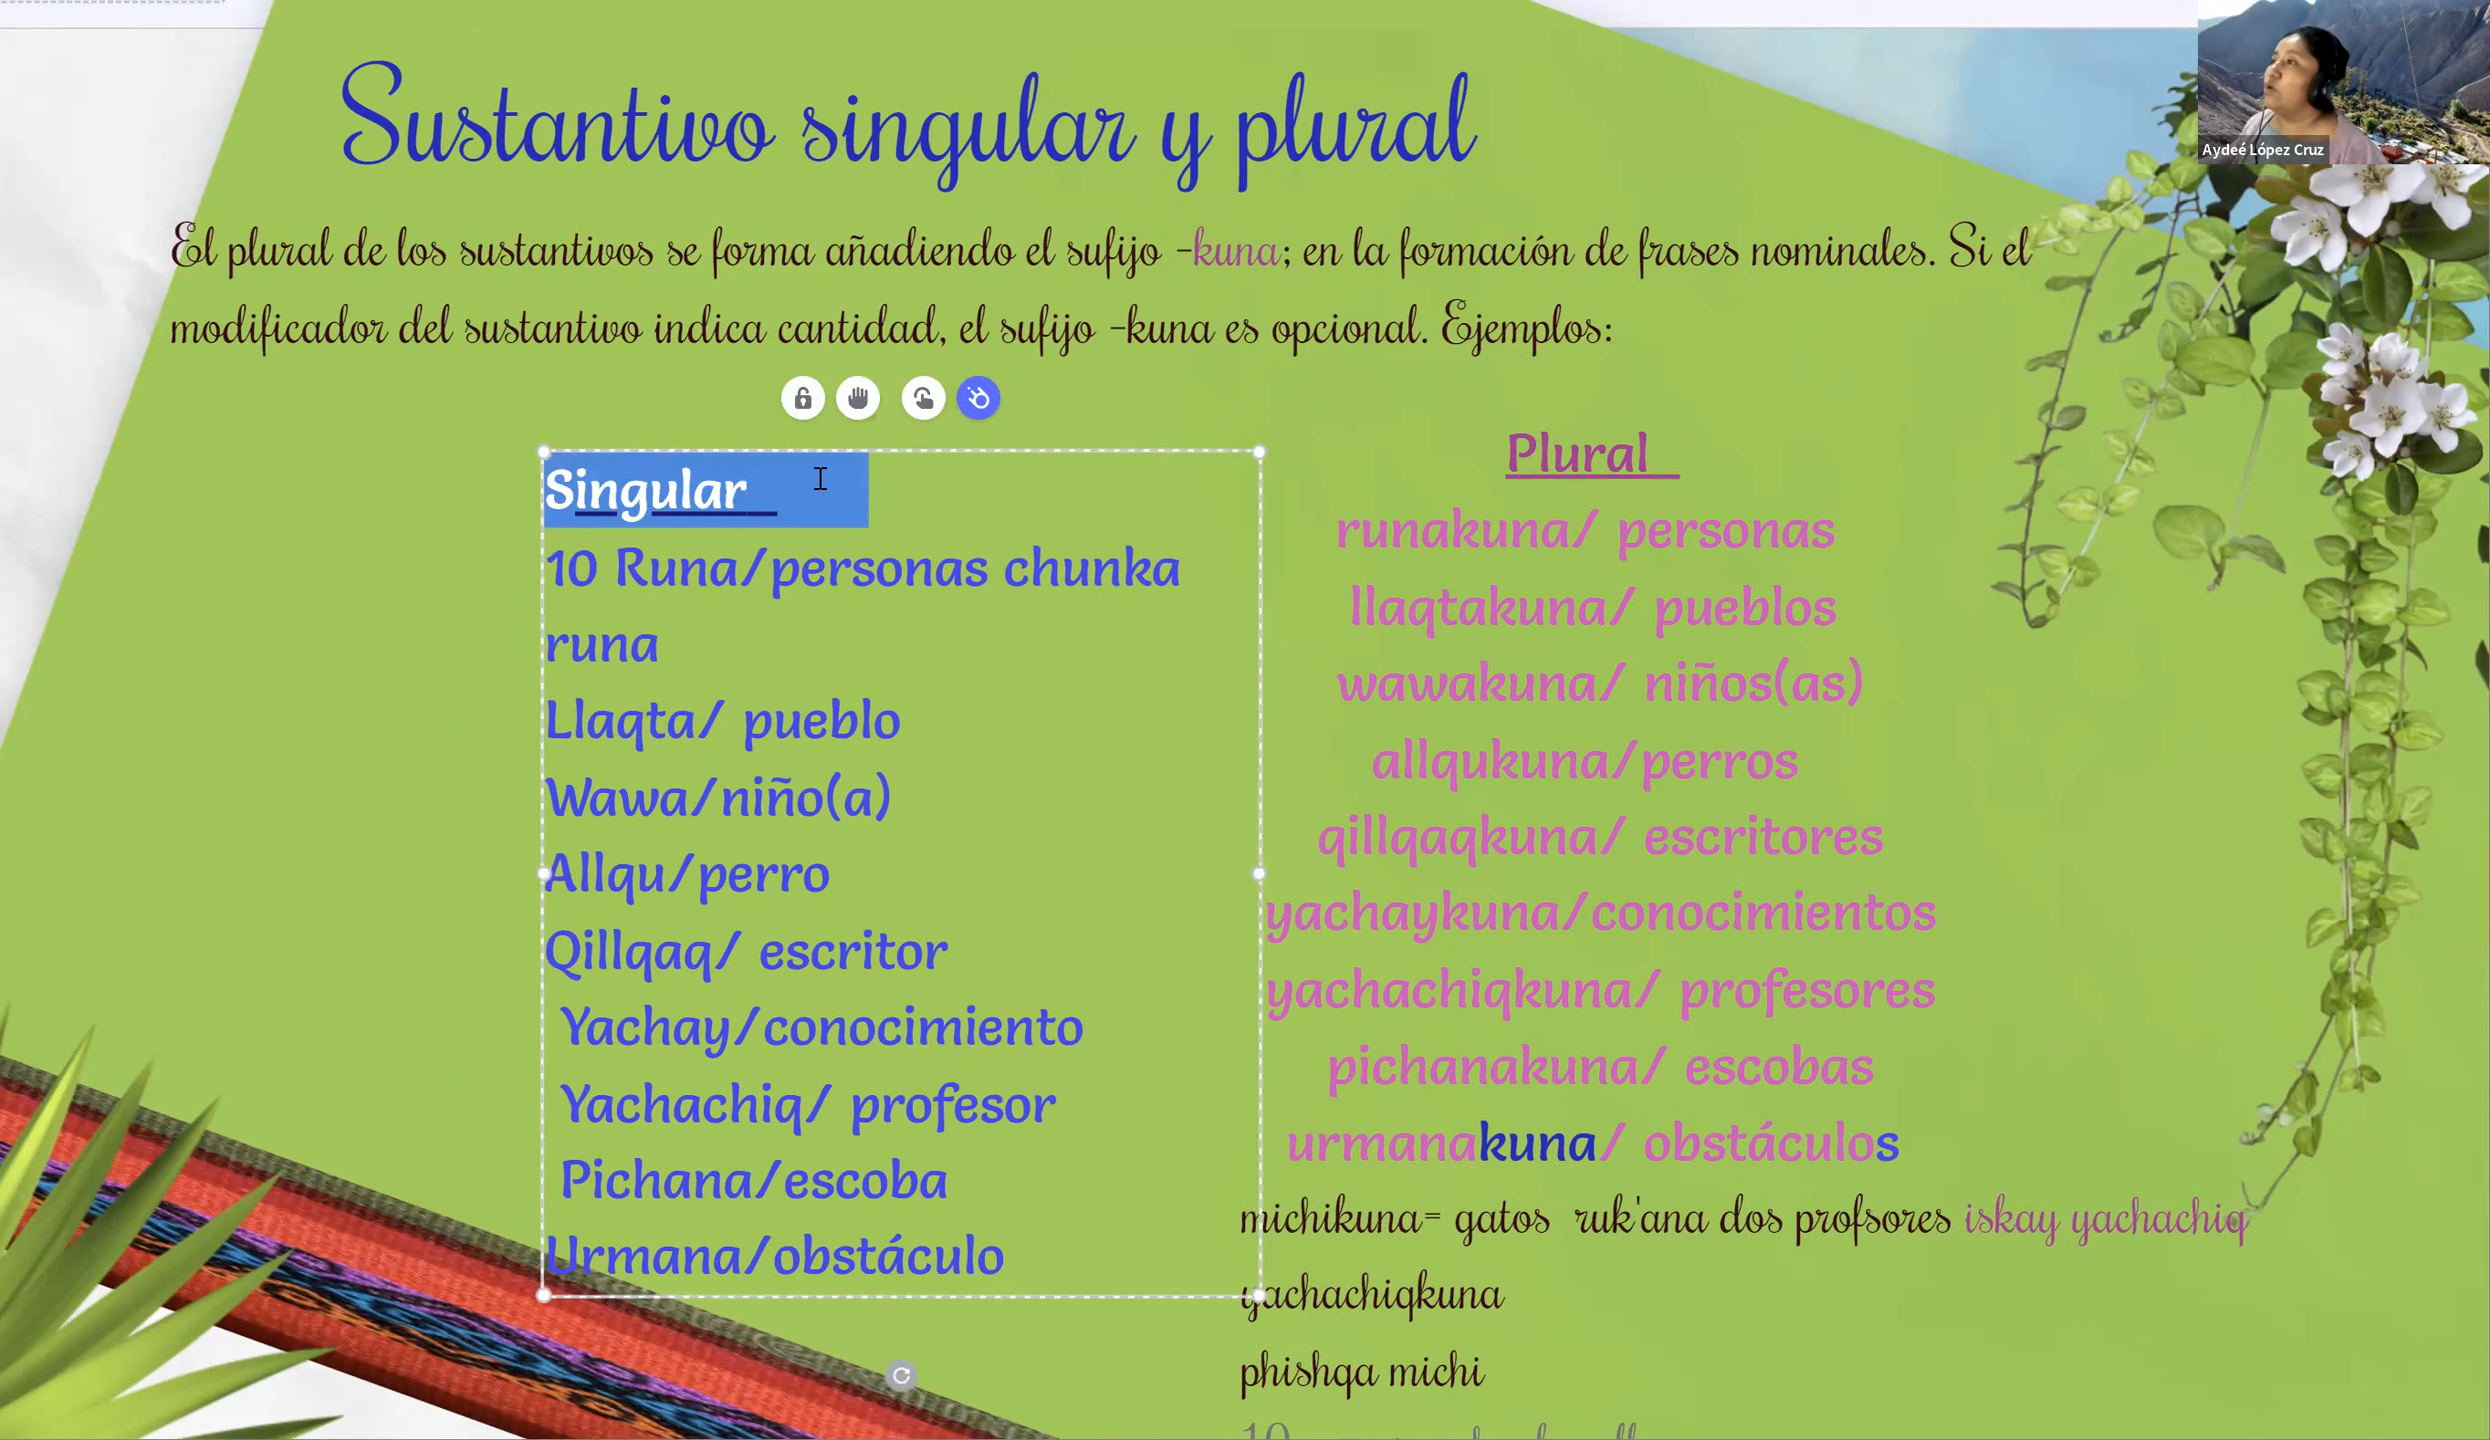 Sustantivo singular y plural
Aydeé López Cruz
El plural de los sustantivos se forma añadiendo el sufijo -kuna; en la formación de frases nominales. Si el
modificador del sustantivo indica cantidad, el sufijo -kuna es opcional. Ejemplos:
Singular
10 Runa/personas chunka
runa
Llaqta/ pueblo
Wawa/niño(a)
Allqu/perro
Qillqaq/ escritor
Yachay/conocimiento
Yachachiq/ profesor
Pichana/escoba
Urmana/obstáculo
Plural
runakuna/ personas
llaqtakuna/ pueblos
wawakuna/ niños(as)
allqukuna/perros
qillqaqkuna/ escritores
yachaykuna/conocimientos
yachachiqkuna/ profesores
pichanakuna/ escobas
urmanakuna/ obstáculos
michikuna= gatos ruk'ana dos profsores iskay yachachiq
yachachiqkuna
phishqa michi
10